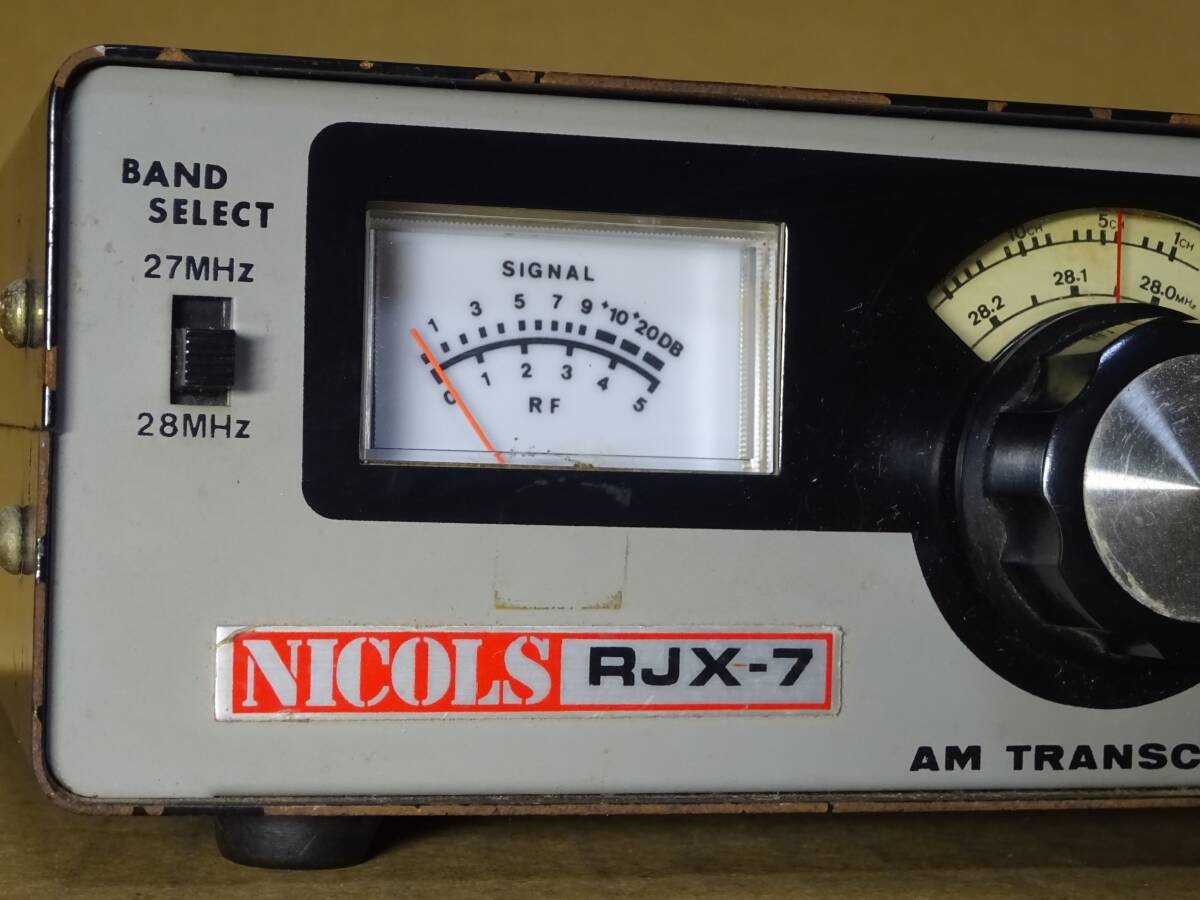 BAND
SELECT
27MHz
28MHz
SIGNAL
1 3 5 7 9 +10 +20DB
0 1 2 3 4 5
RF
10CH 5CH 1CH
28.2 28.1 28.0MHz
NICOLS RJX-7
AM TRANSC